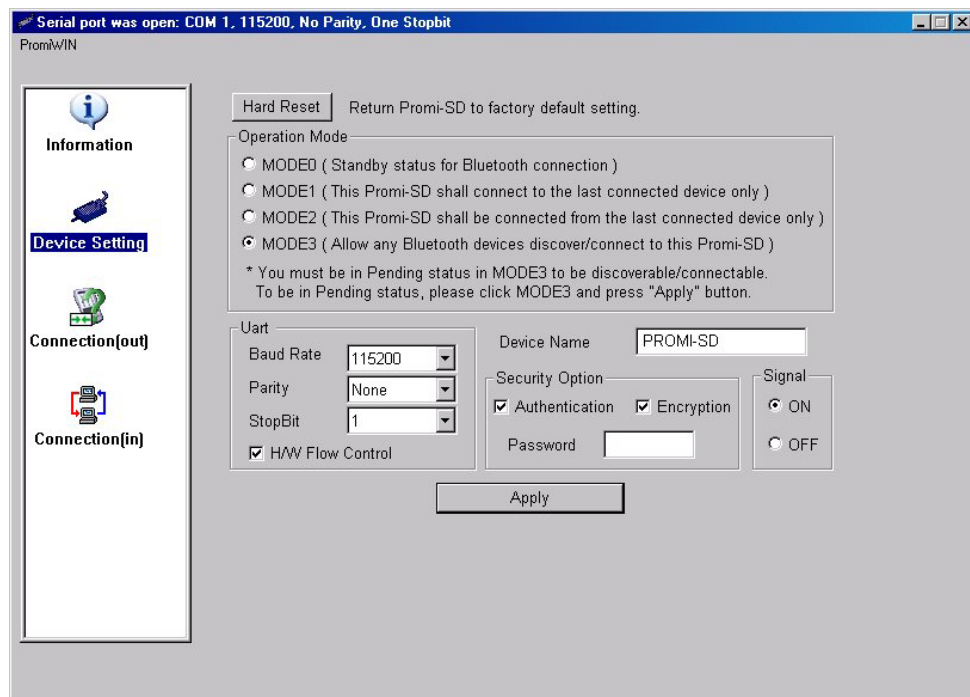 Serial port was open: COM 1, 115200, No Parity, One Stopbit
PromiWIN
Information
Device Setting
Connection(out)
Connection(in)
Hard Reset Return Promi-SD to factory default setting.
Operation Mode
MODE0 ( Standby status for Bluetooth connection )
MODE1 ( This Promi-SD shall connect to the last connected device only )
MODE2 ( This Promi-SD shall be connected from the last connected device only )
MODE3 ( Allow any Bluetooth devices discover/connect to this Promi-SD )
* You must be in Pending status in MODE3 to be discoverable/connectable.
To be in Pending status, please click MODE3 and press "Apply" button.
Uart
Baud Rate 115200
Parity None
StopBit 1
H/W Flow Control
Device Name PROMI-SD
Security Option
Authentication Encryption
Password
Signal
ON
OFF
Apply